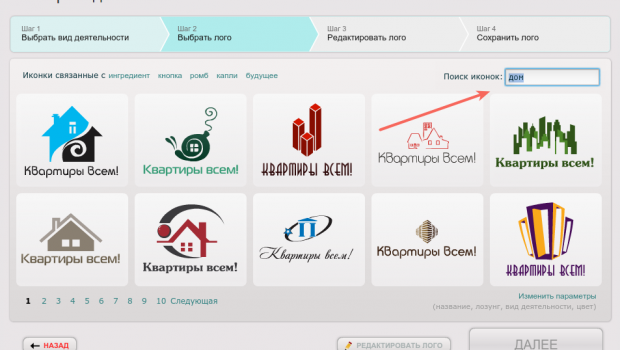 Шаг 1
Выбрать вид деятельности
Шаг 2
Выбрать лого
Шаг 3
Редактировать лого
Шаг 4
Сохранить лого
Иконки связанные с ингредиент кнопка ромб капли будущее
Поиск иконок: дом
Квартиры Всем!
Квартиры всем!
КВАРТИРЫ ВСЕМ!
Квартиры Всем!
Квартиры всем!
Квартиры всем!
Квартиры всем!
Квартиры всем!
Квартиры Всем!
КВАРТИРЫ ВСЕМ!
1 2 3 4 5 6 7 8 9 10 Следующая
Изменить параметры
(название, лозунг, вид деятельности, цвет)
НАЗАД
РЕДАКТИРОВАТЬ ЛОГО
ДАЛЕЕ